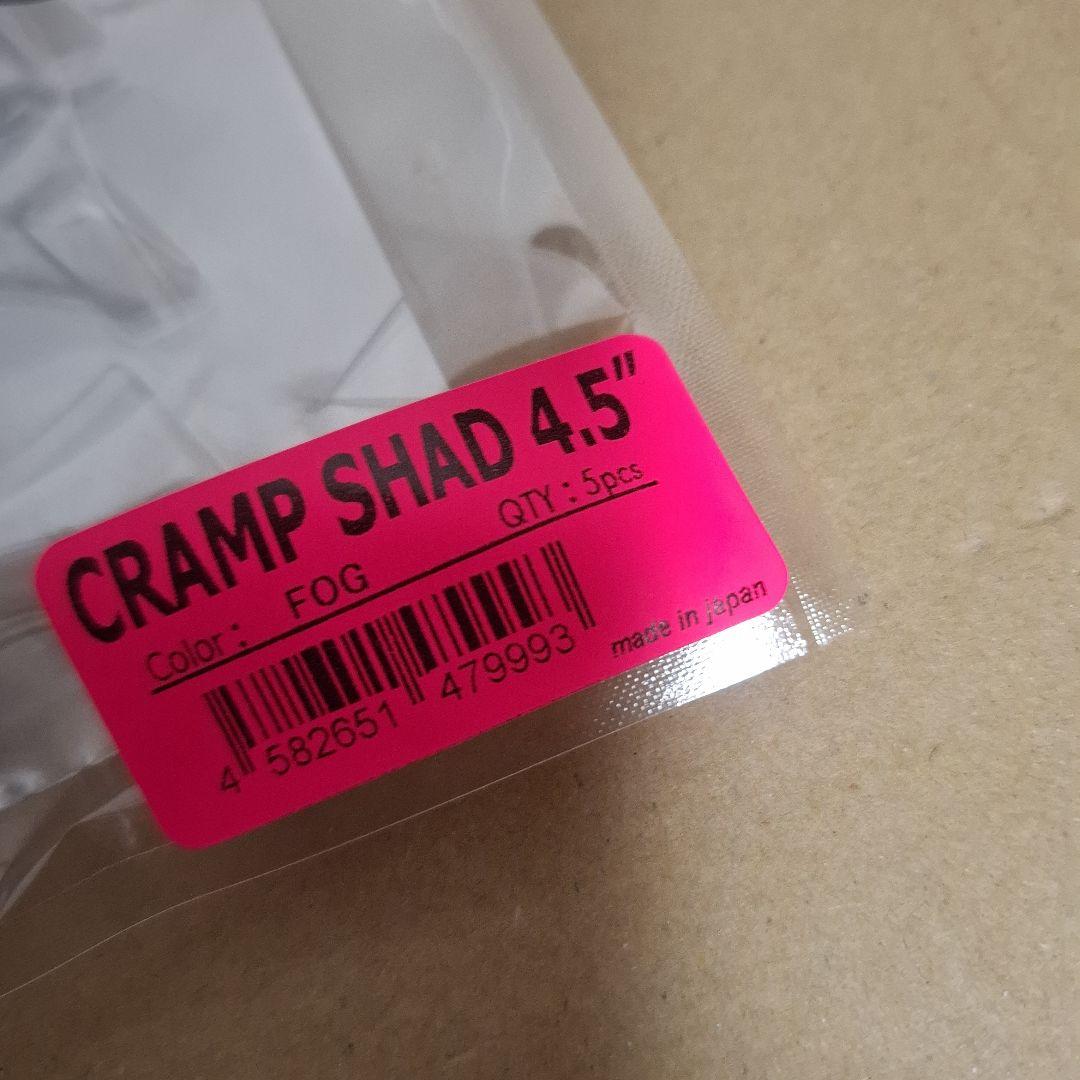 CRAMP SHAD 4.5"
Color : FOG QTY : 5pcs
4 582651 479993
made in japan